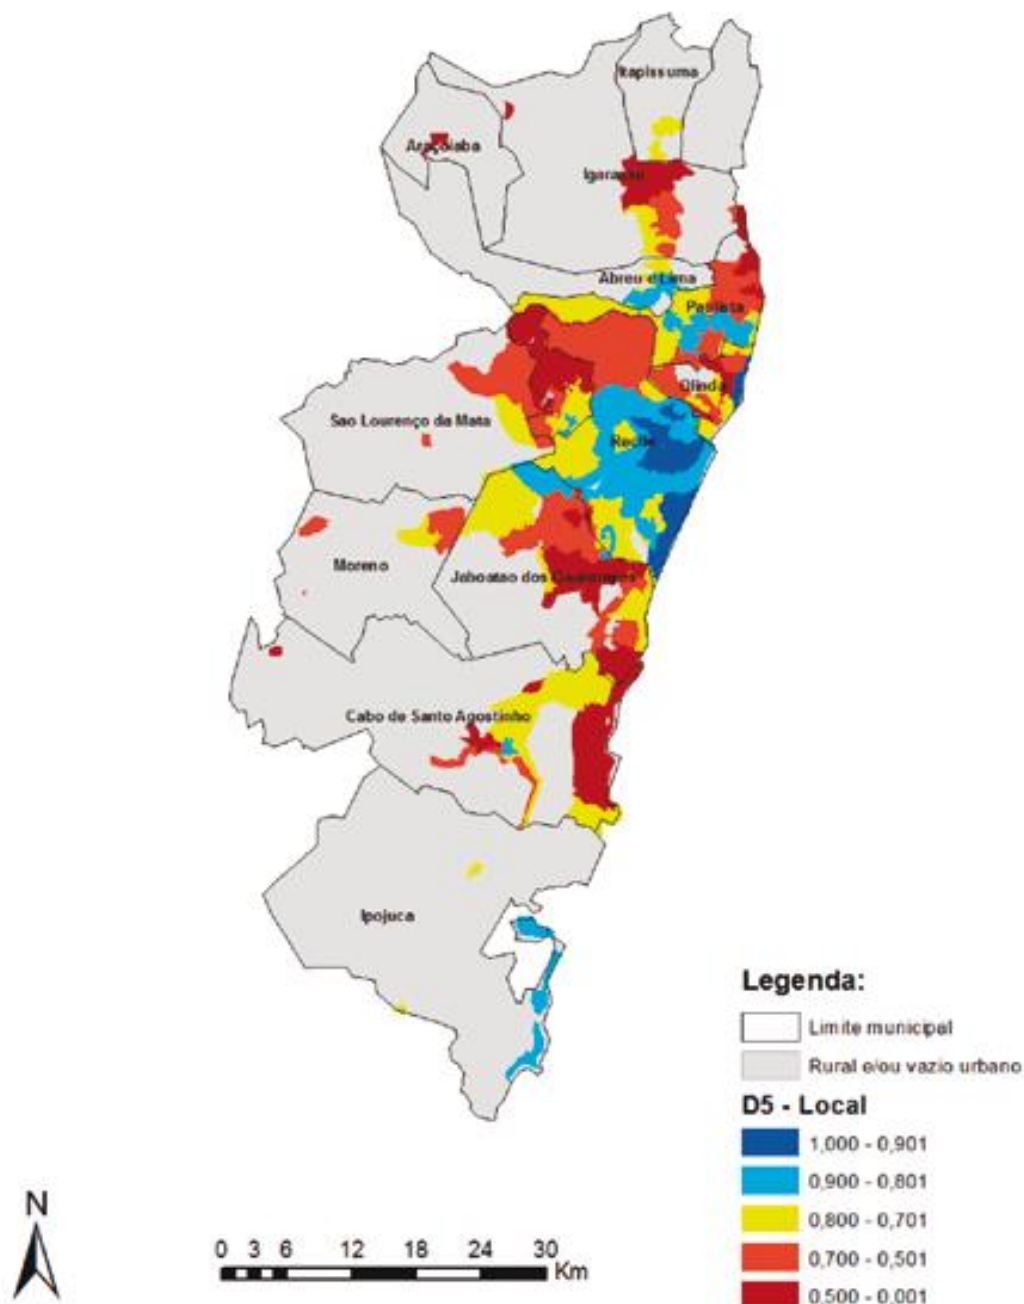 Itapissuma
Araçoiaba
Igarassu
Abreu e Lima
Paulista
Olinda
Sao Lourenço da Mata
Recife
Moreno
Jaboatao dos Guararapes
Cabo de Santo Agostinho
Ipojuca
Legenda:
Limite municipal
Rural e/ou vazio urbano
D5 - Local
1,000 - 0,901
0,900 - 0,801
0,800 - 0,701
0,700 - 0,501
0,500 - 0,001
N
0 3 6 12 18 24 30
Km